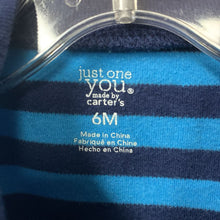 just one
you®
made by
carter's
6M
Made in China
Fabriqué en Chine
Hecho en China